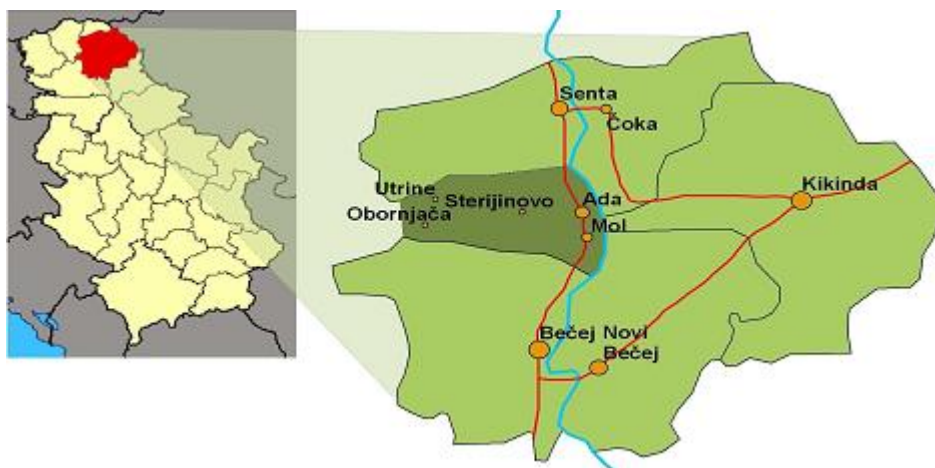 Senta
Čoka
Utrine
Sterijinovo
Obornjača
Ada
Mol
Kikinda
Bečej Novi
Bečej